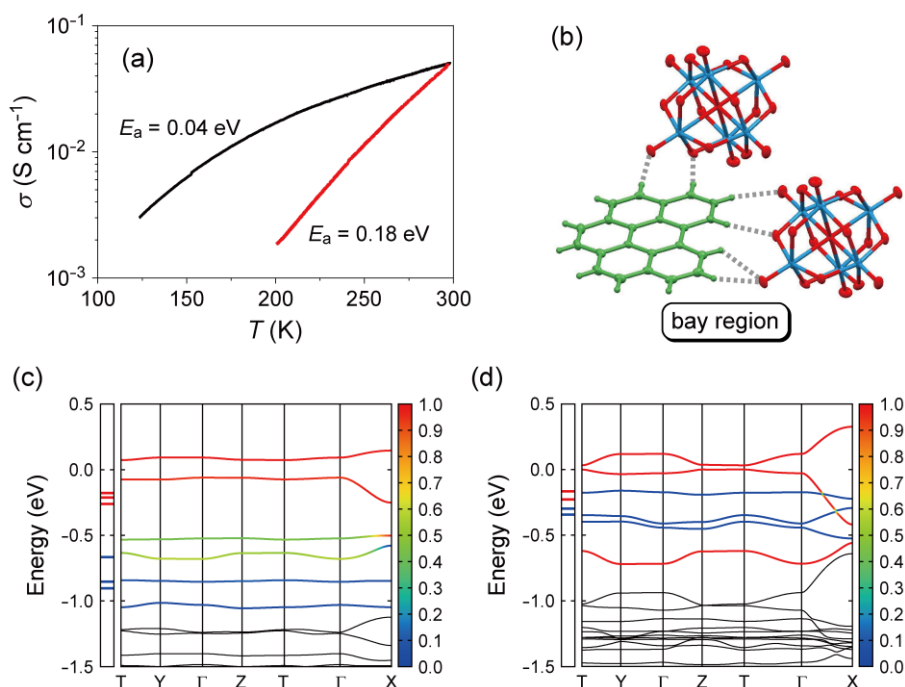 (a)
10⁻¹
10⁻²
10⁻³
σ (S cm⁻¹)
Eₐ = 0.04 eV
Eₐ = 0.18 eV
100 150 200 250 300
T (K)
(b)
bay region
(c)
0.5
0.0
−0.5
−1.0
−1.5
Energy (eV)
T Y Γ Z T Γ X
1.0
0.9
0.8
0.7
0.6
0.5
0.4
0.3
0.2
0.1
0.0
(d)
0.5
0.0
−0.5
−1.0
−1.5
Energy (eV)
T Y Γ Z T Γ X
1.0
0.9
0.8
0.7
0.6
0.5
0.4
0.3
0.2
0.1
0.0